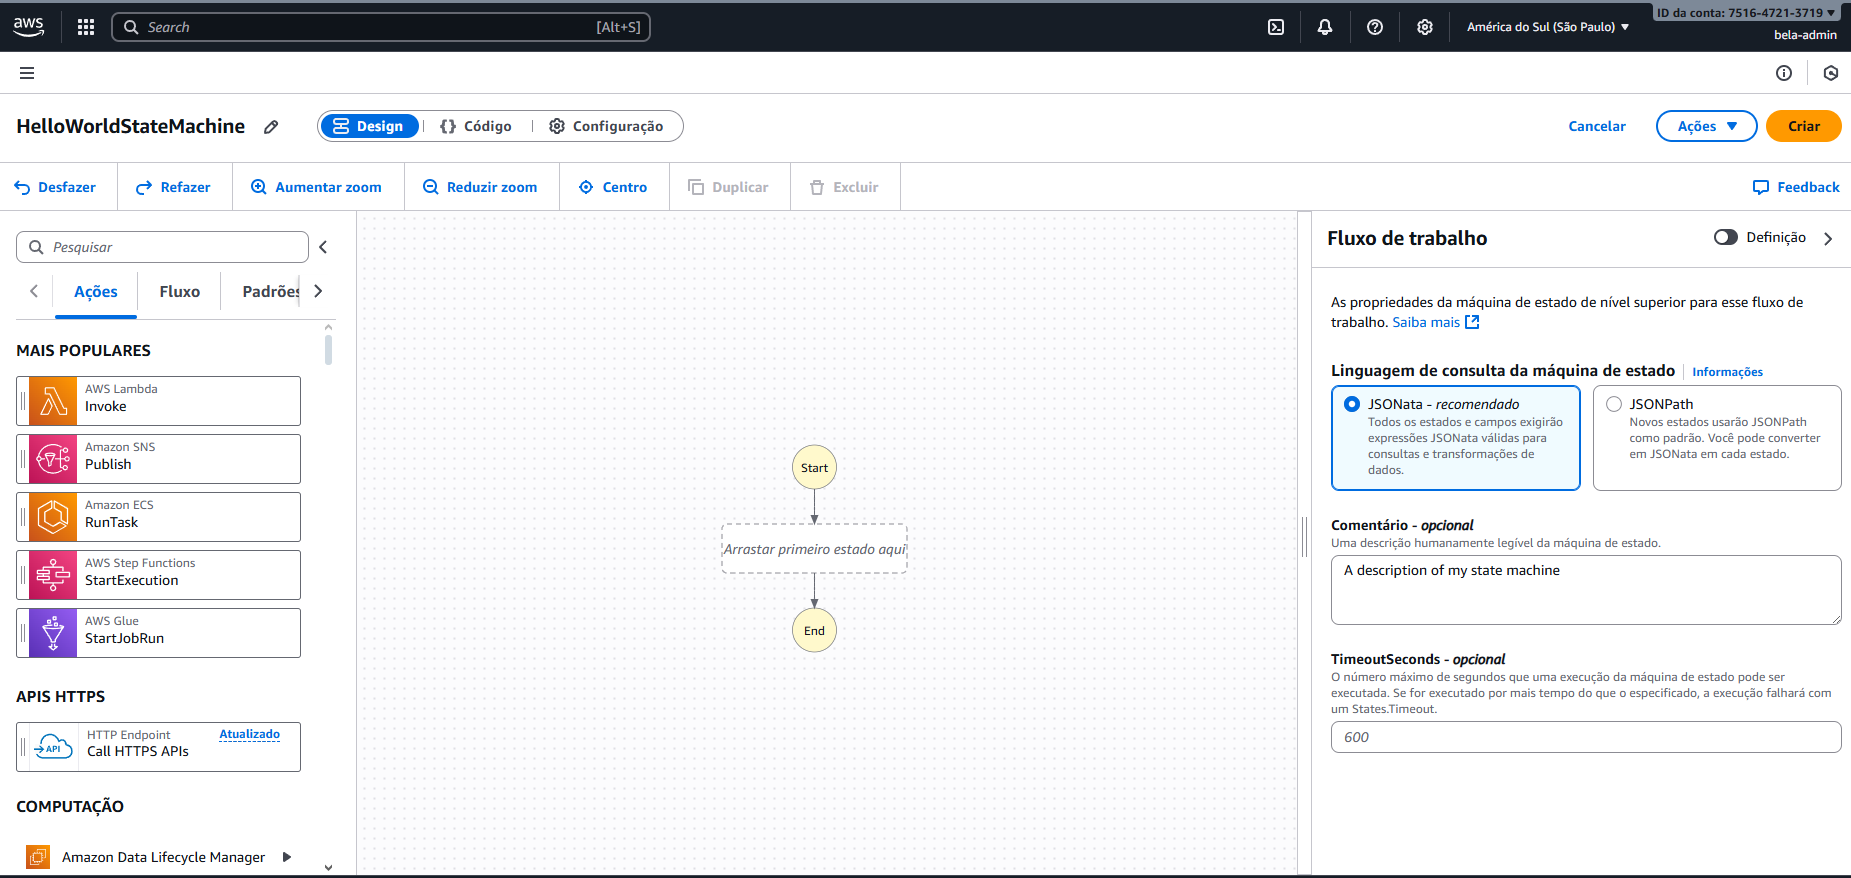 aws
Search
[Alt+S]
América do Sul (São Paulo)
ID da conta: 7516-4721-3719
bela-admin
HelloWorldStateMachine
Design
Código
Configuração
Cancelar
Ações
Criar
Desfazer
Refazer
Aumentar zoom
Reduzir zoom
Centro
Duplicar
Excluir
Feedback
Pesquisar
Ações
Fluxo
Padrões
MAIS POPULARES
AWS Lambda
Invoke
Amazon SNS
Publish
Amazon ECS
RunTask
AWS Step Functions
StartExecution
AWS Glue
StartJobRun
APIS HTTPS
API
HTTP Endpoint
Atualizado
Call HTTPS APIs
COMPUTAÇÃO
Amazon Data Lifecycle Manager
Start
Arrastar primeiro estado aqui
End
Fluxo de trabalho
Definição
As propriedades da máquina de estado de nível superior para esse fluxo de
trabalho. Saiba mais
Linguagem de consulta da máquina de estado
Informações
JSONata - recomendado
Todos os estados e campos exigirão
expressões JSONata válidas para
consultas e transformações de
dados.
JSONPath
Novos estados usarão JSONPath
como padrão. Você pode converter
em JSONata em cada estado.
Comentário - opcional
Uma descrição humanamente legível da máquina de estado.
A description of my state machine
TimeoutSeconds - opcional
O número máximo de segundos que uma execução da máquina de estado pode ser
executada. Se for executado por mais tempo do que o especificado, a execução falhará com
um States.Timeout.
600